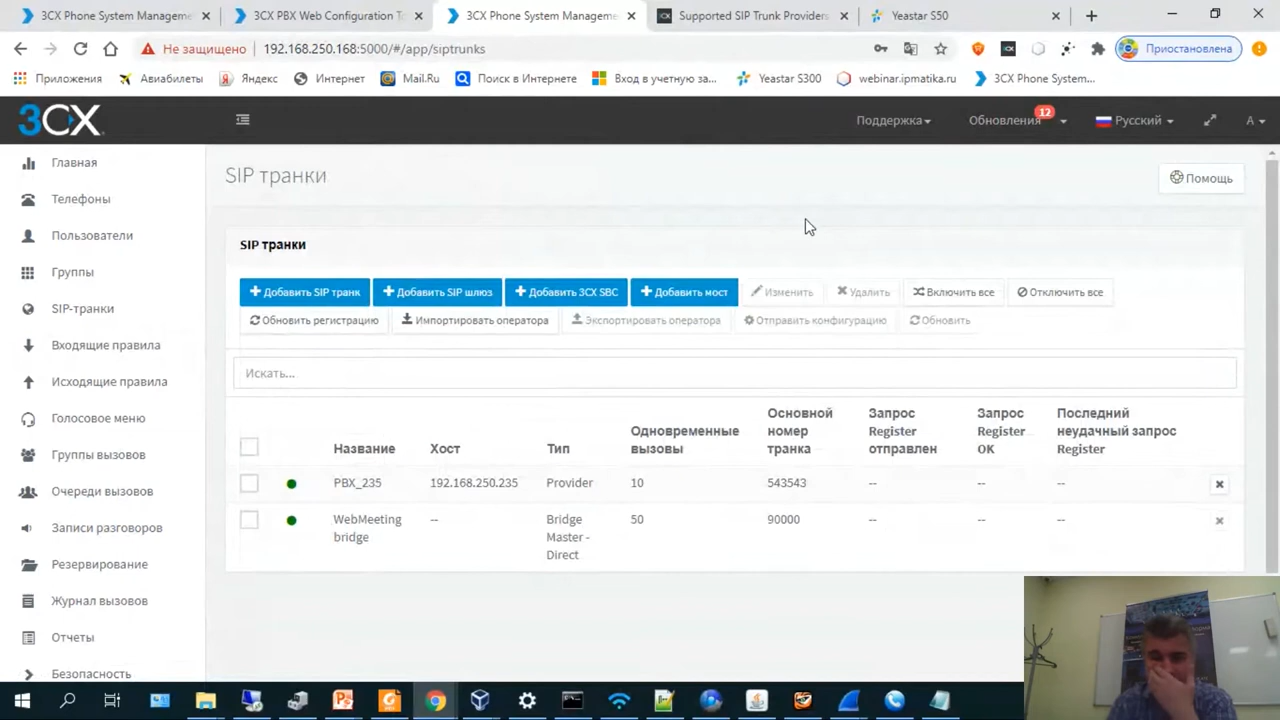 3CX Phone System Manageme
3CX PBX Web Configuration T
3CX Phone System Manageme
Supported SIP Trunk Providers
Yeastar S50
Не защищено
192.168.250.168:5000/#/app/siptrunks
Приостановлена
Приложения
Авиабилеты
Яндекс
Интернет
Mail.Ru
Поиск в Интернете
Вход в учетную за...
Yeastar S300
webinar.ipmatika.ru
3CX Phone System...
3CX
Поддержка
Обновления
12
Русский
A
Главная
Телефоны
Пользователи
Группы
SIP-транки
Входящие правила
Исходящие правила
Голосовое меню
Группы вызовов
Очереди вызовов
Записи разговоров
Резервирование
Журнал вызовов
Отчеты
Безопасность
SIP транки
Помощь
SIP транки
+ Добавить SIP транк
+ Добавить SIP шлюз
+ Добавить 3CX SBC
+ Добавить мост
Изменить
Удалить
Включить все
Отключить все
Обновить регистрацию
Импортировать оператора
Экспортировать оператора
Отправить конфигурацию
Обновить
Искать...
Название
Хост
Тип
Одновременные
вызовы
Основной
номер
транка
Запрос
Register
отправлен
Запрос
Register
OK
Последний
неудачный запрос
Register
PBX_235
192.168.250.235
Provider
10
543543
--
--
--
WebMeeting
bridge
--
Bridge
Master -
Direct
50
90000
--
--
--